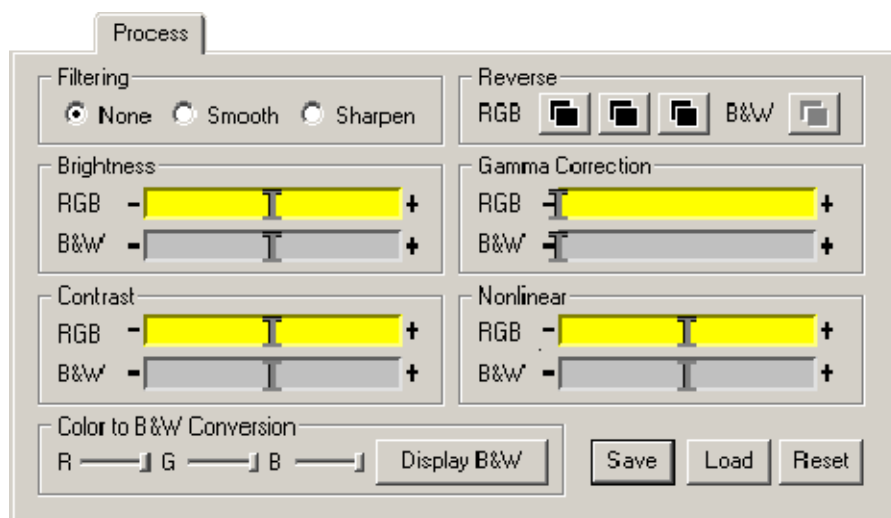 Process
Filtering
None Smooth Sharpen
Reverse
RGB B&W
Brightness
RGB - +
B&W - +
Gamma Correction
RGB - +
B&W - +
Contrast
RGB - +
B&W - +
Nonlinear
RGB - +
B&W - +
Color to B&W Conversion
R G B Display B&W
Save Load Reset